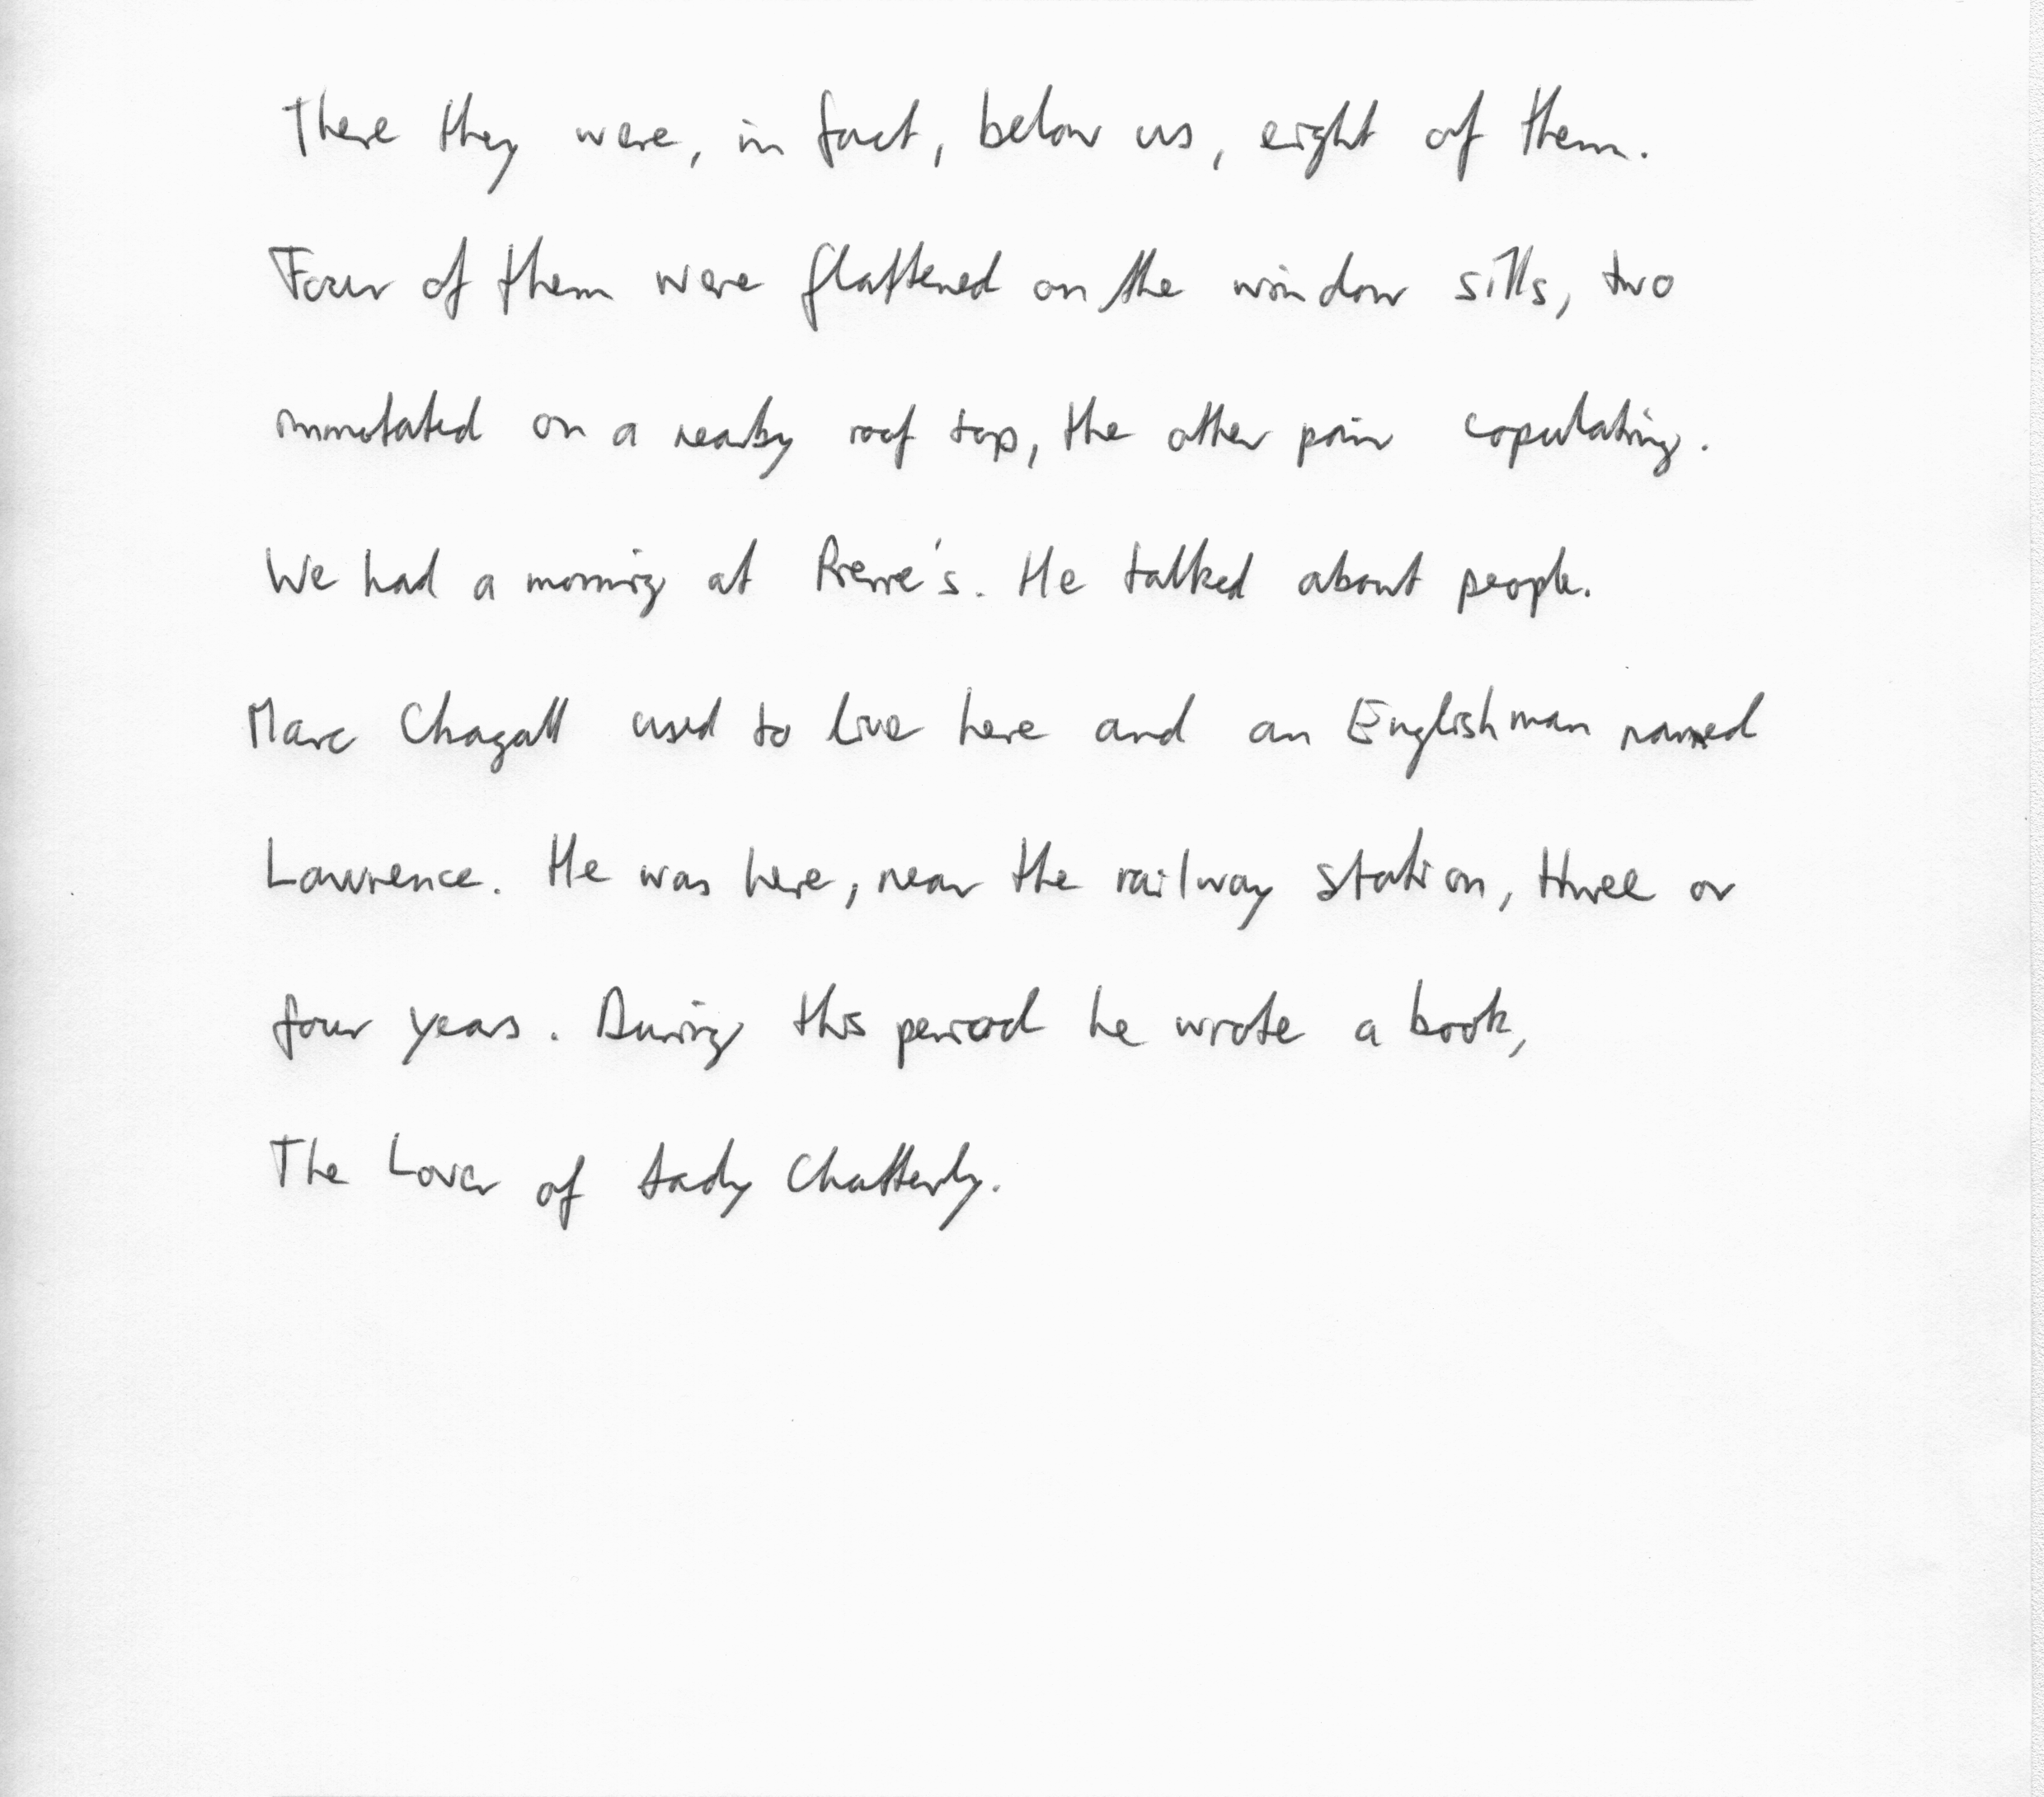 There they were, in fact, below us, eight of them.
Four of them were flattened on the window sills, two
on a nearby roof top, the other pair copulating.
We had a morning at Pierre's. He talked about people.
Marc Chagall used to live here and an Englishman named
Lawrence. He was here, near the railway station, three or
four years. During this period he wrote a book,
The Lover of Lady Chatterly.